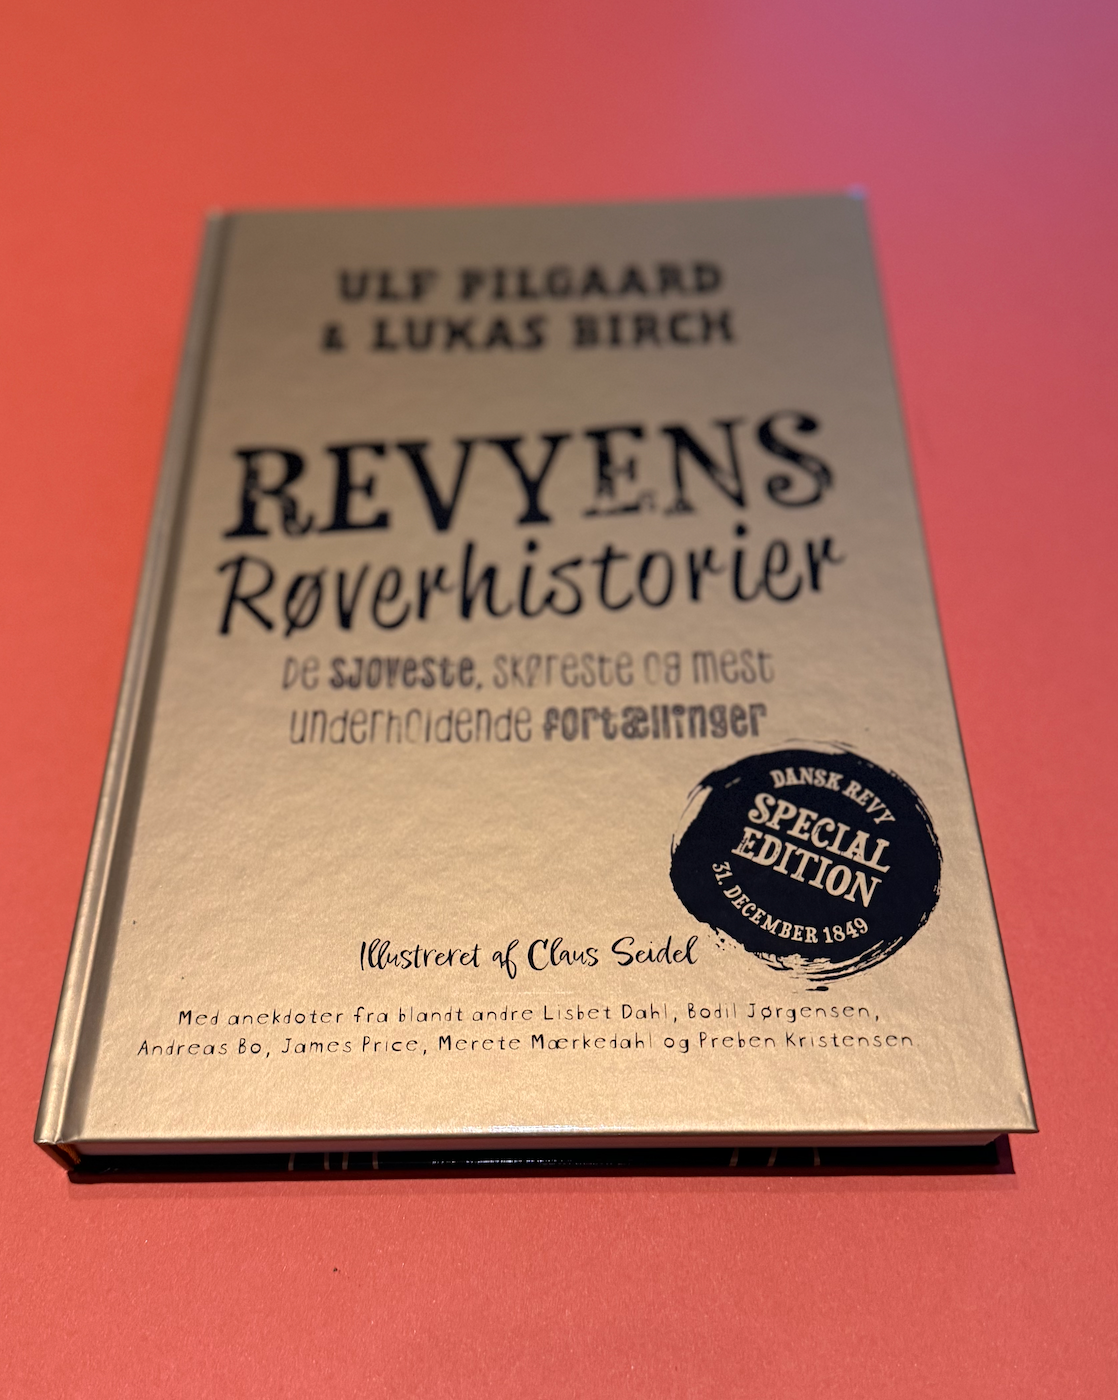 ULF PILGAARD
& LUKAS BIRCH
REVYENS
Røverhistorier
De sjoveste, skøreste og mest
underholdende fortællinger
DANSK REVY
SPECIAL
EDITION
31. DECEMBER 1849
Illustreret af Claus Seidel
Med anekdoter fra blandt andre Lisbet Dahl, Bodil Jørgensen,
Andreas Bo, James Price, Merete Mærkedahl og Preben Kristensen